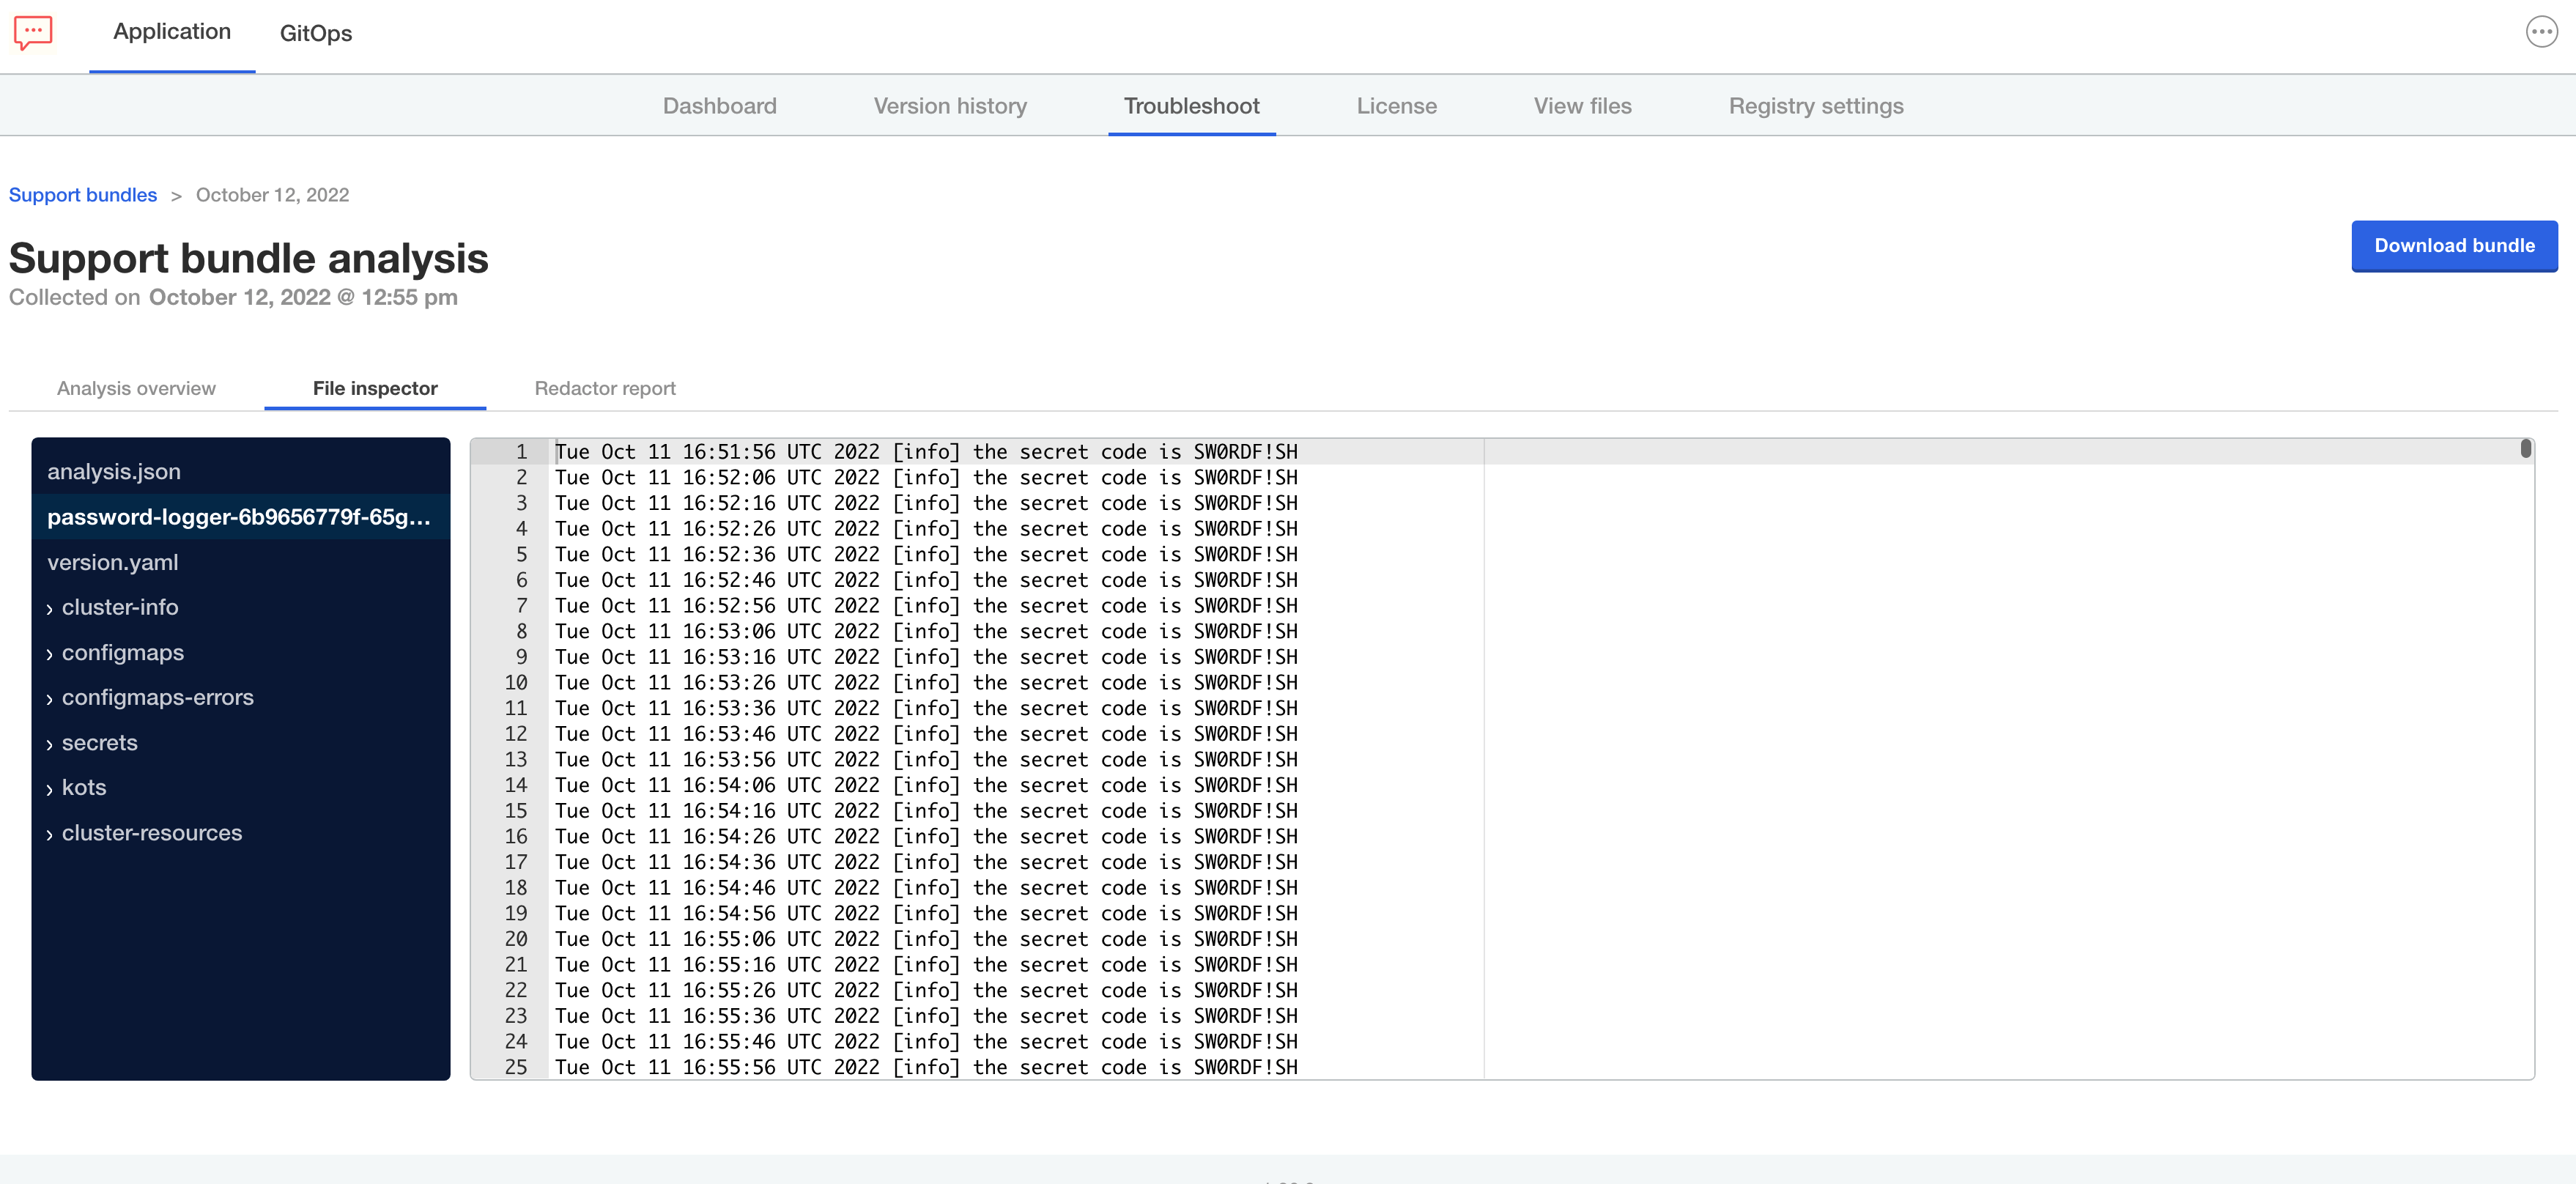 Application GitOps
Dashboard Version history Troubleshoot License View files Registry settings
Support bundles > October 12, 2022
Support bundle analysis
Download bundle
Collected on October 12, 2022 @ 12:55 pm
Analysis overview File inspector Redactor report
analysis.json
password-logger-6b9656779f-65g...
version.yaml
› cluster-info
› configmaps
› configmaps-errors
› secrets
› kots
› cluster-resources
1 Tue Oct 11 16:51:56 UTC 2022 [info] the secret code is SW0RDF!SH
2 Tue Oct 11 16:52:06 UTC 2022 [info] the secret code is SW0RDF!SH
3 Tue Oct 11 16:52:16 UTC 2022 [info] the secret code is SW0RDF!SH
4 Tue Oct 11 16:52:26 UTC 2022 [info] the secret code is SW0RDF!SH
5 Tue Oct 11 16:52:36 UTC 2022 [info] the secret code is SW0RDF!SH
6 Tue Oct 11 16:52:46 UTC 2022 [info] the secret code is SW0RDF!SH
7 Tue Oct 11 16:52:56 UTC 2022 [info] the secret code is SW0RDF!SH
8 Tue Oct 11 16:53:06 UTC 2022 [info] the secret code is SW0RDF!SH
9 Tue Oct 11 16:53:16 UTC 2022 [info] the secret code is SW0RDF!SH
10 Tue Oct 11 16:53:26 UTC 2022 [info] the secret code is SW0RDF!SH
11 Tue Oct 11 16:53:36 UTC 2022 [info] the secret code is SW0RDF!SH
12 Tue Oct 11 16:53:46 UTC 2022 [info] the secret code is SW0RDF!SH
13 Tue Oct 11 16:53:56 UTC 2022 [info] the secret code is SW0RDF!SH
14 Tue Oct 11 16:54:06 UTC 2022 [info] the secret code is SW0RDF!SH
15 Tue Oct 11 16:54:16 UTC 2022 [info] the secret code is SW0RDF!SH
16 Tue Oct 11 16:54:26 UTC 2022 [info] the secret code is SW0RDF!SH
17 Tue Oct 11 16:54:36 UTC 2022 [info] the secret code is SW0RDF!SH
18 Tue Oct 11 16:54:46 UTC 2022 [info] the secret code is SW0RDF!SH
19 Tue Oct 11 16:54:56 UTC 2022 [info] the secret code is SW0RDF!SH
20 Tue Oct 11 16:55:06 UTC 2022 [info] the secret code is SW0RDF!SH
21 Tue Oct 11 16:55:16 UTC 2022 [info] the secret code is SW0RDF!SH
22 Tue Oct 11 16:55:26 UTC 2022 [info] the secret code is SW0RDF!SH
23 Tue Oct 11 16:55:36 UTC 2022 [info] the secret code is SW0RDF!SH
24 Tue Oct 11 16:55:46 UTC 2022 [info] the secret code is SW0RDF!SH
25 Tue Oct 11 16:55:56 UTC 2022 [info] the secret code is SW0RDF!SH